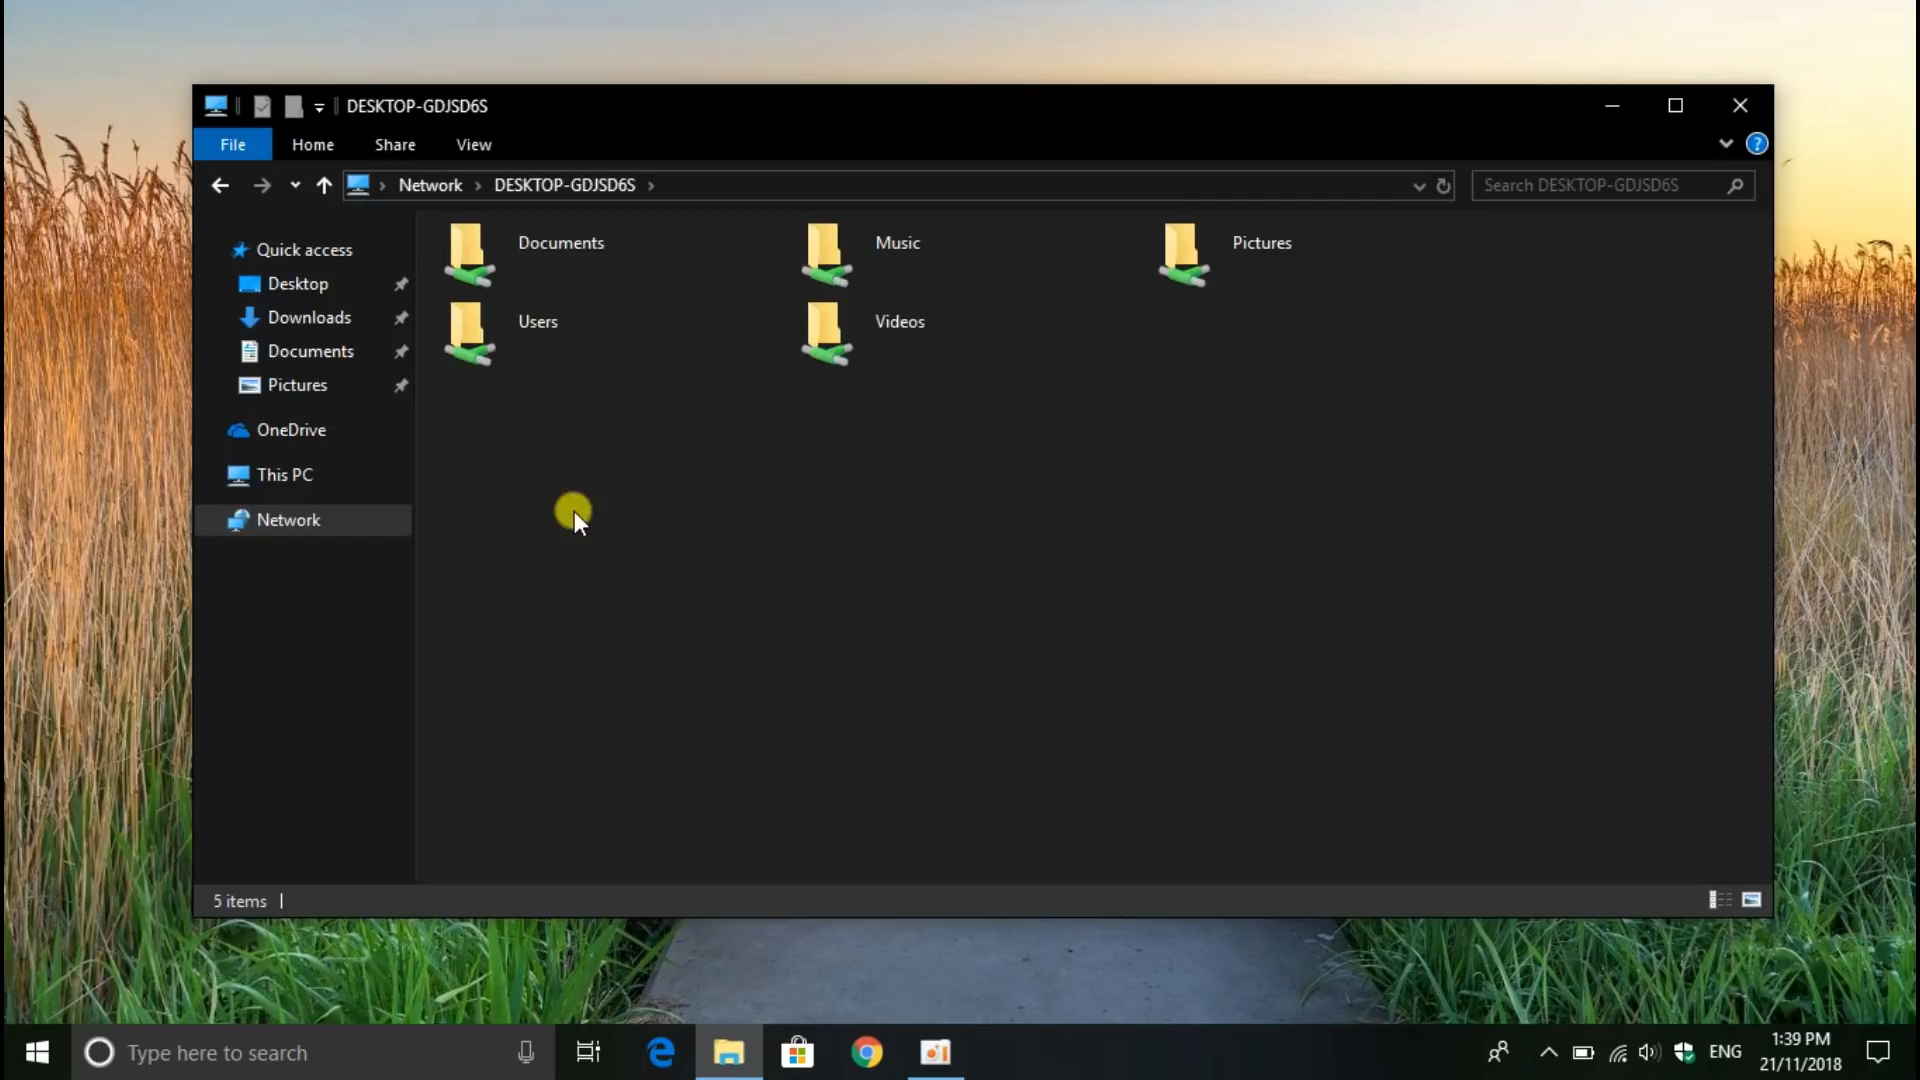 DESKTOP-GDJSD6S
File Home Share View
Network DESKTOP-GDJSD6S
Search DESKTOP-GDJSD6S
Quick access
Desktop
Downloads
Documents
Pictures
OneDrive
This PC
Network
Documents Music Pictures
Users Videos
5 items
Type here to search
ENG
1:39 PM
21/11/2018